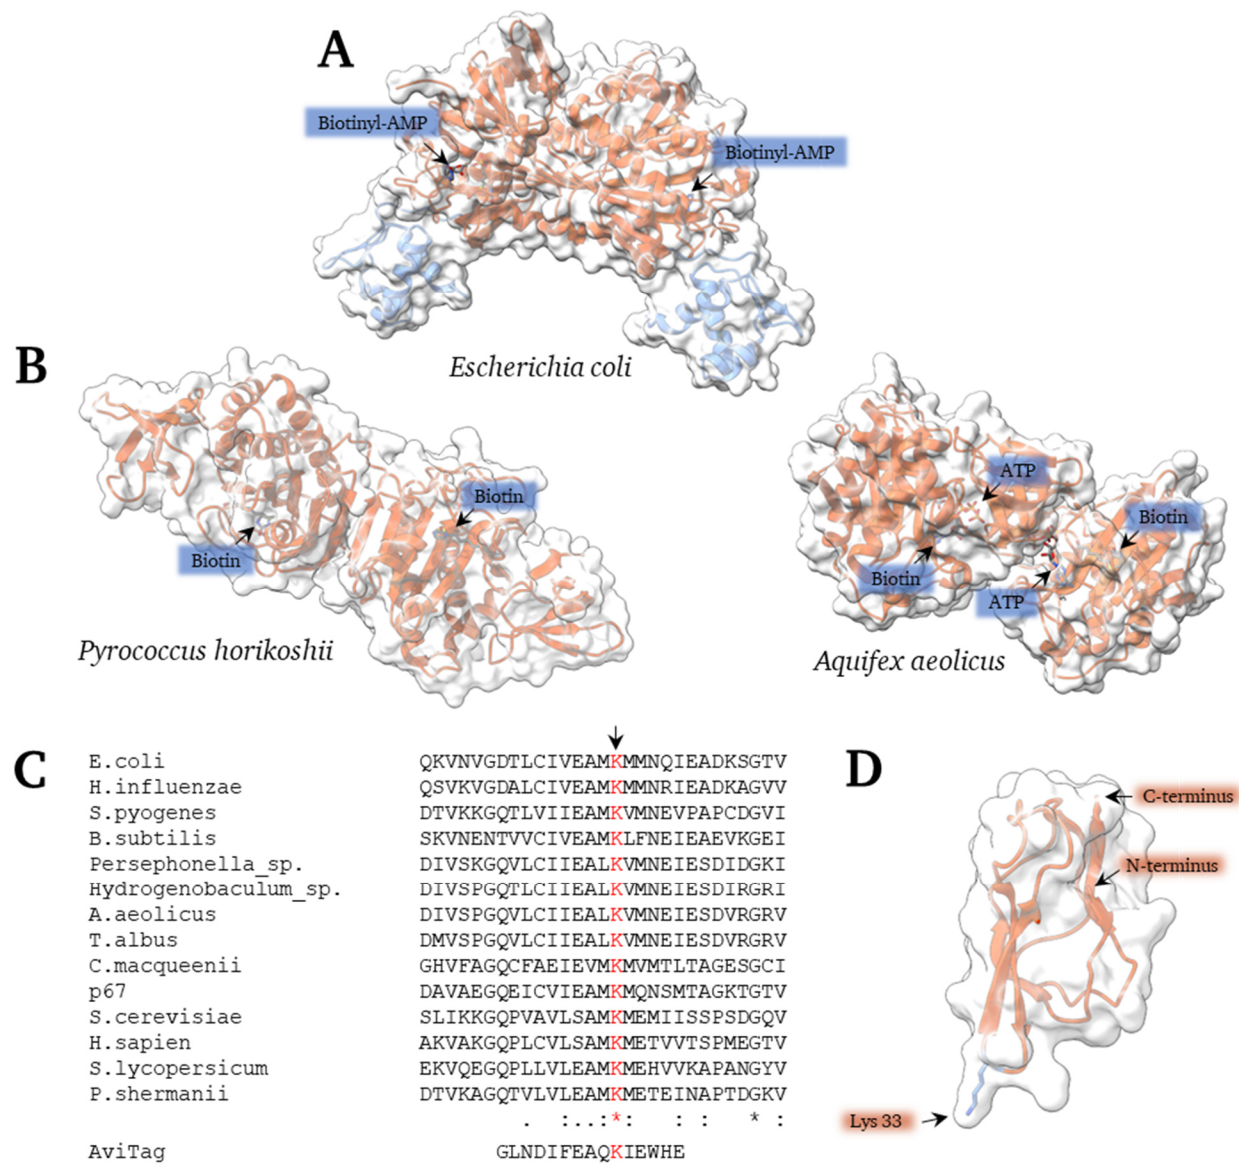 A
Biotinyl-AMP
Biotinyl-AMP
Escherichia coli
B
Biotin
Biotin
Pyrococcus horikoshii
ATP
Biotin
Biotin
ATP
Aquifex aeolicus
C
E.coli QKVNVGDTLCIVEAMKMMNQIEADKSGTV
H.influenzae QSVKVGDALCIVEAMKMMNRIEADKAGVV
S.pyogenes DTVKKGQTLVIIEAMKVMNEVPAPCDGVI
B.subtilis SKVNENTVVCIVEAMKLFNEIEAEVKGEI
Persephonella_sp. DIVSKGQVLCIIEALKVMNEIESDIDGKI
Hydrogenobaculum_sp. DIVSPGQTLCIIEALKVMNEIESDIRGRI
A.aeolicus DIVSPGQVLCIIEALKVMNEIESDVRGRV
T.albus DMVSPGQVLCIIEALKVMNEIESDVRGRV
C.macqueenii GHVFAGQCFAEIEVMKMVMTLTAGESGCI
p67 DAVAEGQEICVIEAMKMQNSMTAGKTGTV
S.cerevisiae SLIKKGQPVAVLSAMKMEMIISSPSDGQV
H.sapien AKVAKGQPLCVLSAMKMETVVTSPMEGTV
S.lycopersicum EKVQEGQPLLVLEAMKMEHVVKAPANGYV
P.shermanii DTVKAGQTVLVLEAMKMETEINAPTDGKV
. :..:* : : * :
AviTag GLNDIFEAQKIEWHE
D
C-terminus
N-terminus
Lys 33